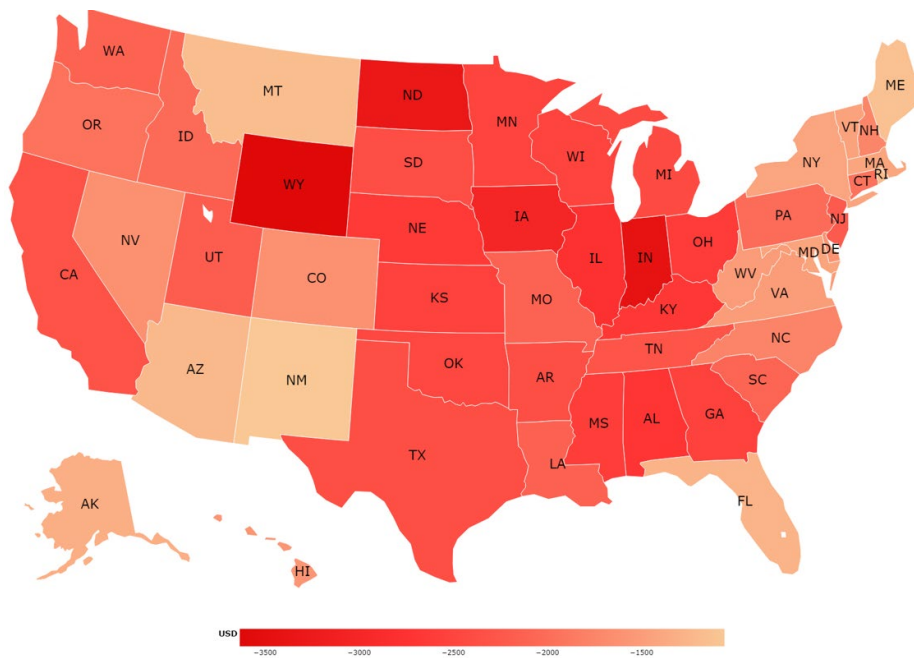 WA
ME
MT
ND
MN
OR
ID
VT
NH
SD
WI
NY
MA
MI
RI
WY
CT
IA
PA
NJ
NE
NV
OH
DE
MD
IL
IN
UT
CA
CO
WV
VA
KS
MO
KY
NC
TN
AZ
NM
OK
AR
SC
MS
AL
GA
TX
LA
AK
FL
HI
USD
−3500
−3000
−2500
−2000
−1500